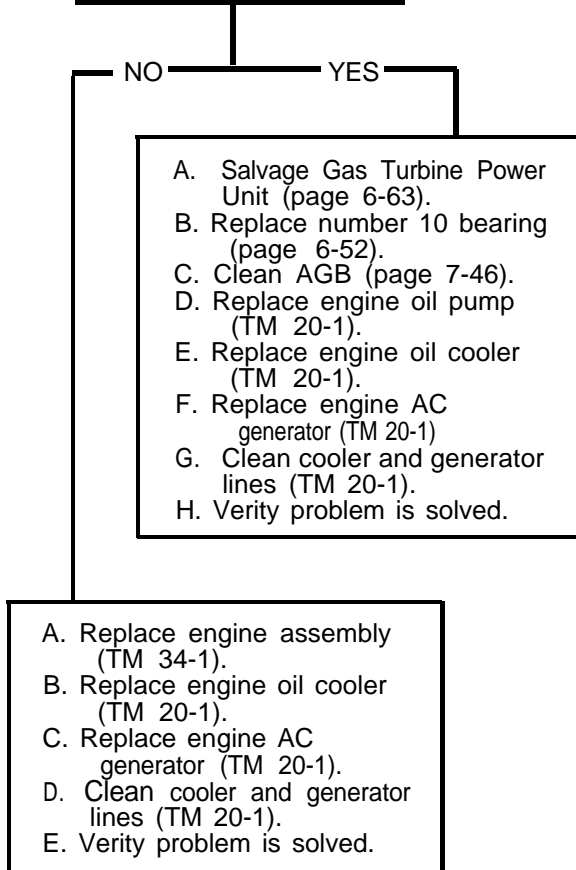 NO YES
A. Salvage Gas Turbine Power
Unit (page 6-63).
B. Replace number 10 bearing
(page 6-52).
C. Clean AGB (page 7-46).
D. Replace engine oil pump
(TM 20-1).
E. Replace engine oil cooler
(TM 20-1).
F. Replace engine AC
generator (TM 20-1)
G. Clean cooler and generator
lines (TM 20-1).
H. Verity problem is solved.
A. Replace engine assembly
(TM 34-1).
B. Replace engine oil cooler
(TM 20-1).
C. Replace engine AC
generator (TM 20-1).
D. Clean cooler and generator
lines (TM 20-1).
E. Verity problem is solved.